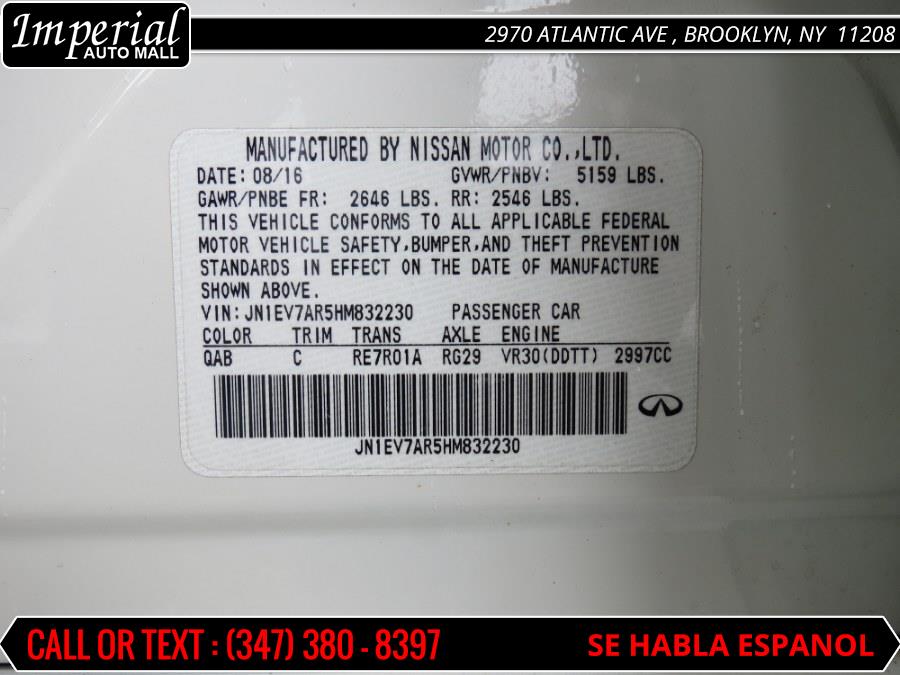 Imperial
AUTO MALL
2970 ATLANTIC AVE , BROOKLYN, NY 11208
MANUFACTURED BY NISSAN MOTOR CO.,LTD.
DATE: 08/16 GVWR/PNBV: 5159 LBS.
GAWR/PNBE FR: 2646 LBS. RR: 2546 LBS.
THIS VEHICLE CONFORMS TO ALL APPLICABLE FEDERAL
MOTOR VEHICLE SAFETY,BUMPER,AND THEFT PREVENTION
STANDARDS IN EFFECT ON THE DATE OF MANUFACTURE
SHOWN ABOVE.
VIN:JN1EV7AR5HM832230 PASSENGER CAR
COLOR TRIM TRANS AXLE ENGINE
QAB C RE7R01A RG29 VR30(DDTT) 2997CC
JN1EV7AR5HM832230
CALL OR TEXT : (347) 380 - 8397
SE HABLA ESPANOL